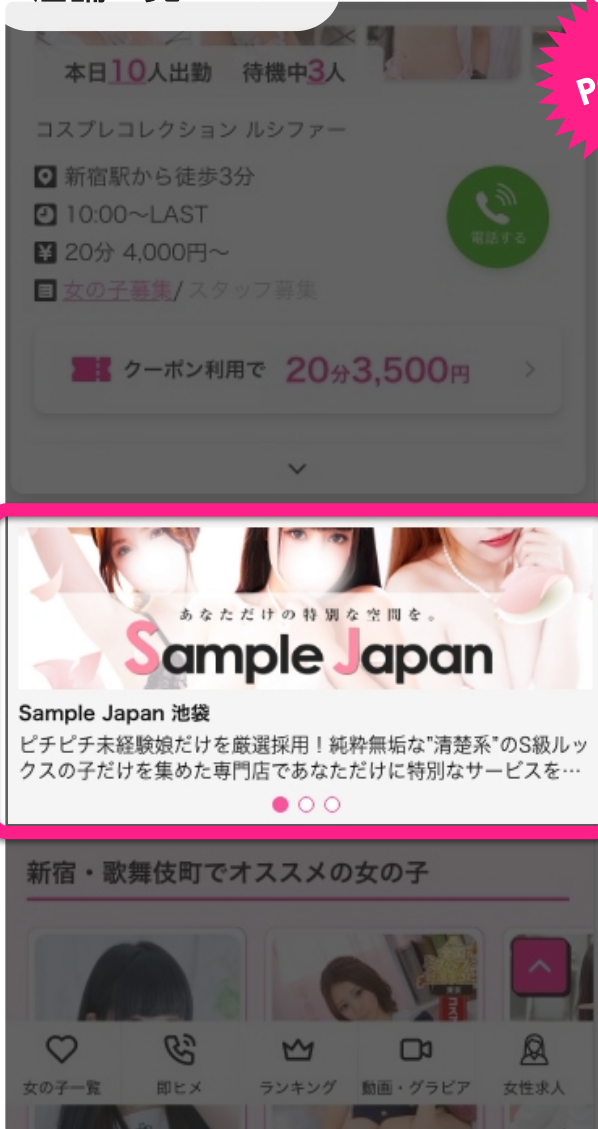 本日10人出勤 待機中3人
コスプレコレクション ルシファー
新宿駅から徒歩3分
10:00〜LAST
20分 4,000円〜
女の子募集/スタッフ募集
電話する
クーポン利用で 20分3,500円
あなただけの特別な空間を。
Sample Japan
Sample Japan 池袋
ピチピチ未経験娘だけを厳選採用！純粋無垢な"清楚系"のS級ルッ
クスの子だけを集めた専門店であなただけに特別なサービスを…
新宿・歌舞伎町でオススメの女の子
女の子一覧 即ヒメ ランキング 動画・グラビア 女性求人